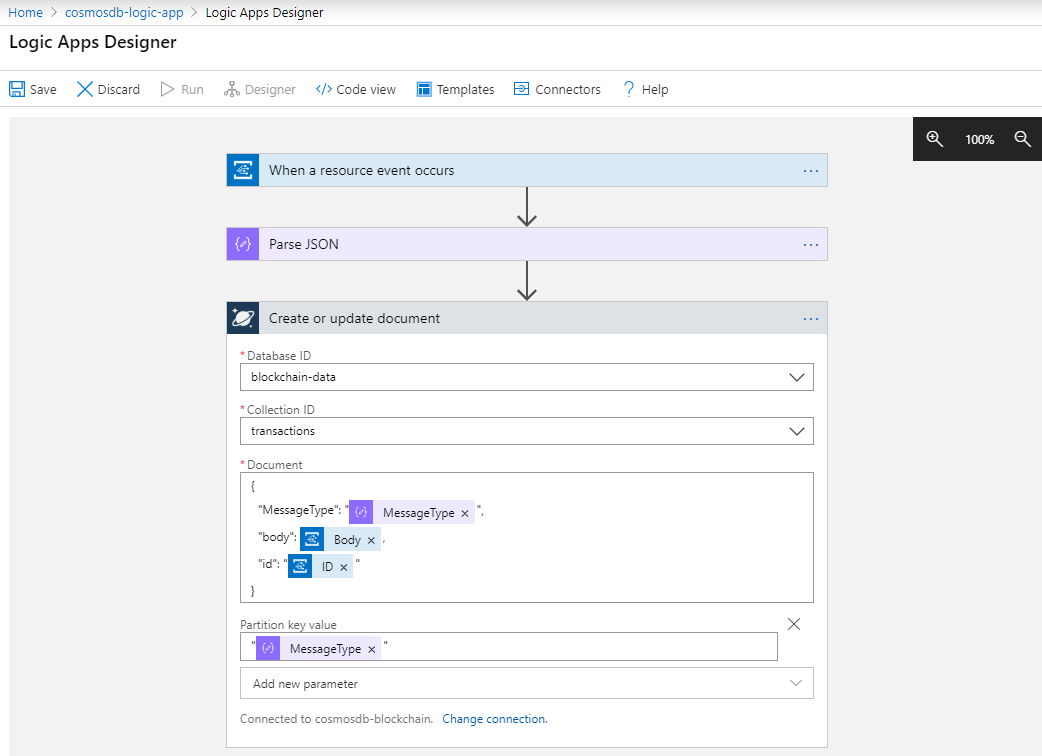 Home > cosmosdb-logic-app > Logic Apps Designer
Logic Apps Designer
Save Discard Run Designer </> Code view Templates Connectors ? Help
100%
When a resource event occurs ...
Parse JSON ...
Create or update document ...
* Database ID
blockchain-data
* Collection ID
transactions
* Document
{
"MessageType": " MessageType × ",
"body": Body × ,
"id": " ID × "
}
Partition key value
" MessageType × "
Add new parameter
Connected to cosmosdb-blockchain. Change connection.